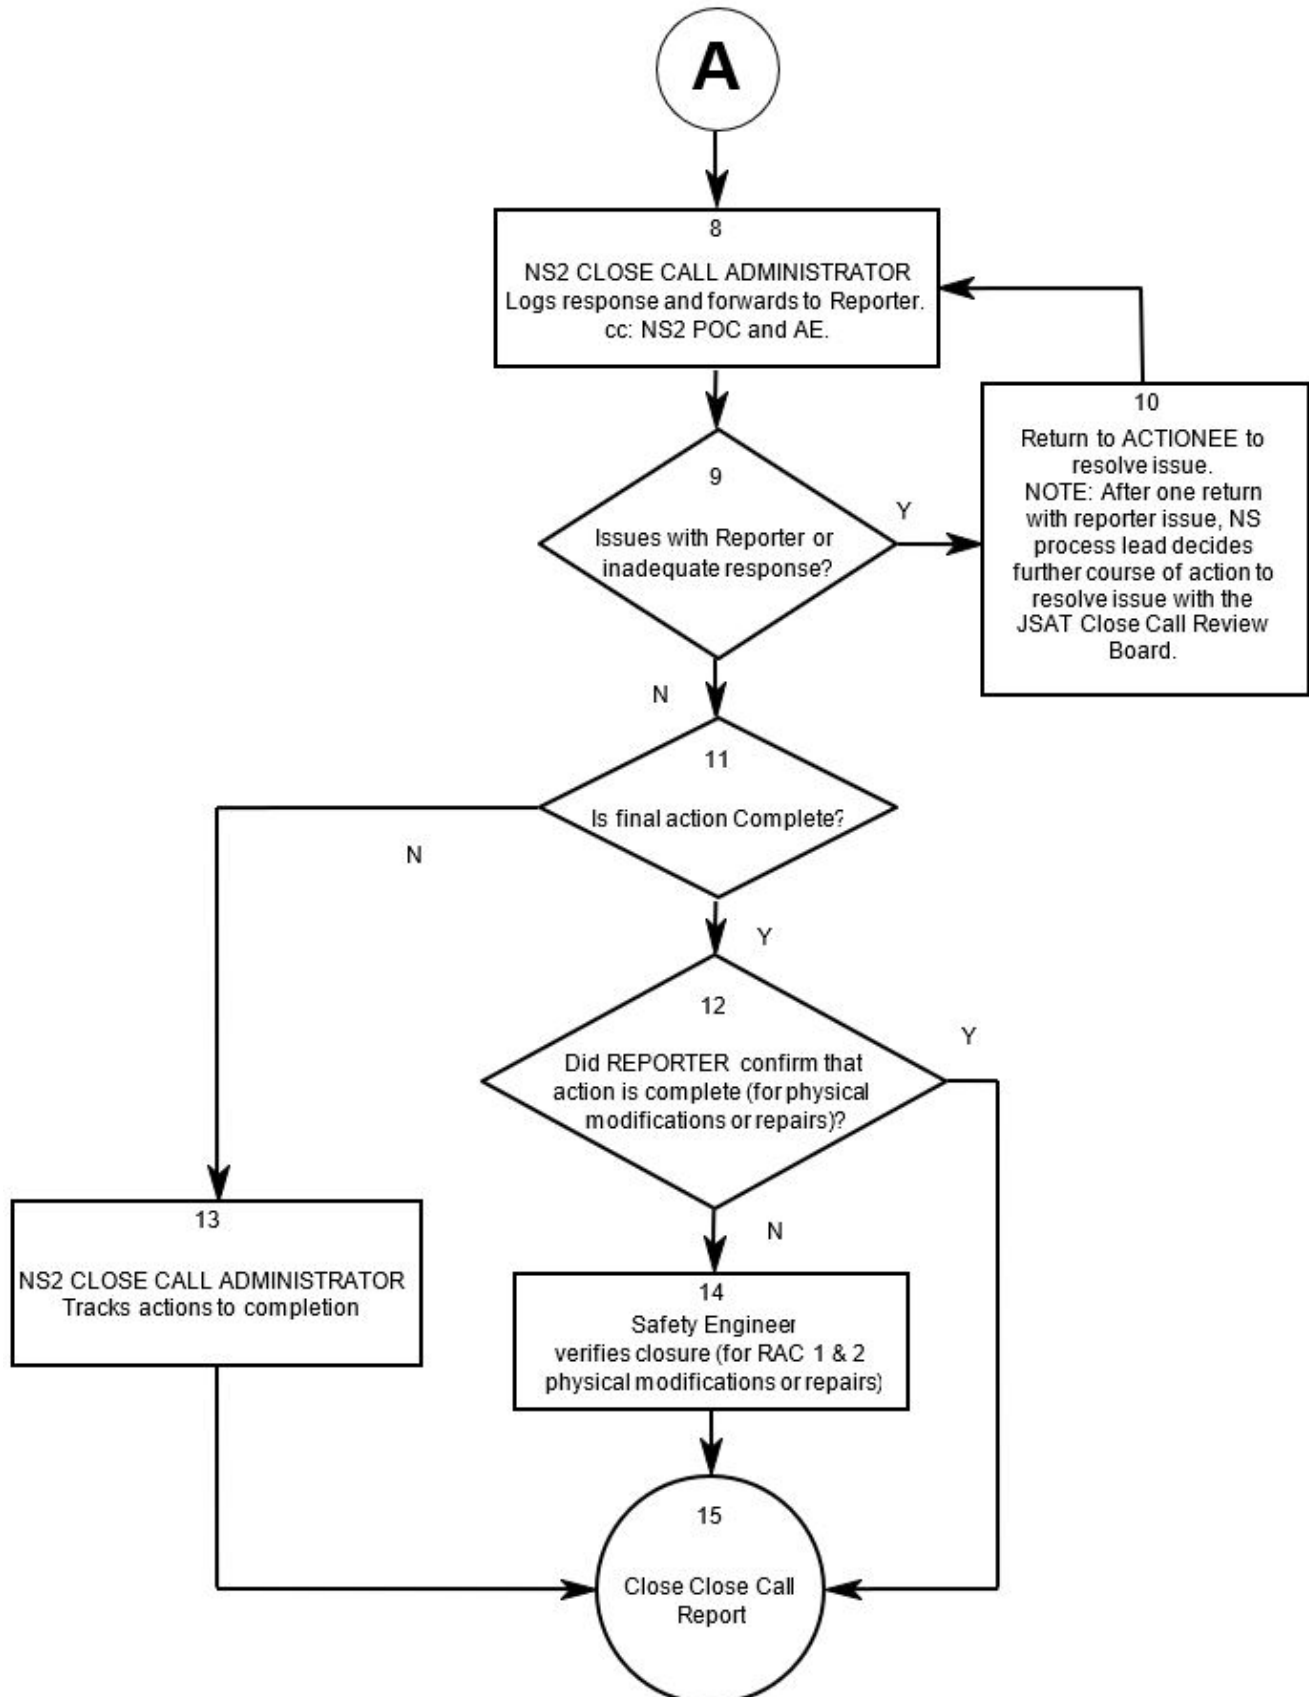 A
8
NS2 CLOSE CALL ADMINISTRATOR
Logs response and forwards to Reporter.
cc: NS2 POC and AE.
9
Issues with Reporter or
inadequate response?
Y
10
Return to ACTIONEE to
resolve issue.
NOTE: After one return
with reporter issue, NS
process lead decides
further course of action to
resolve issue with the
JSAT Close Call Review
Board.
N
11
Is final action Complete?
N
Y
12
Did REPORTER confirm that
action is complete (for physical
modifications or repairs)?
Y
N
13
NS2 CLOSE CALL ADMINISTRATOR
Tracks actions to completion
14
Safety Engineer
verifies closure (for RAC 1 & 2
physical modifications or repairs)
15
Close Close Call
Report